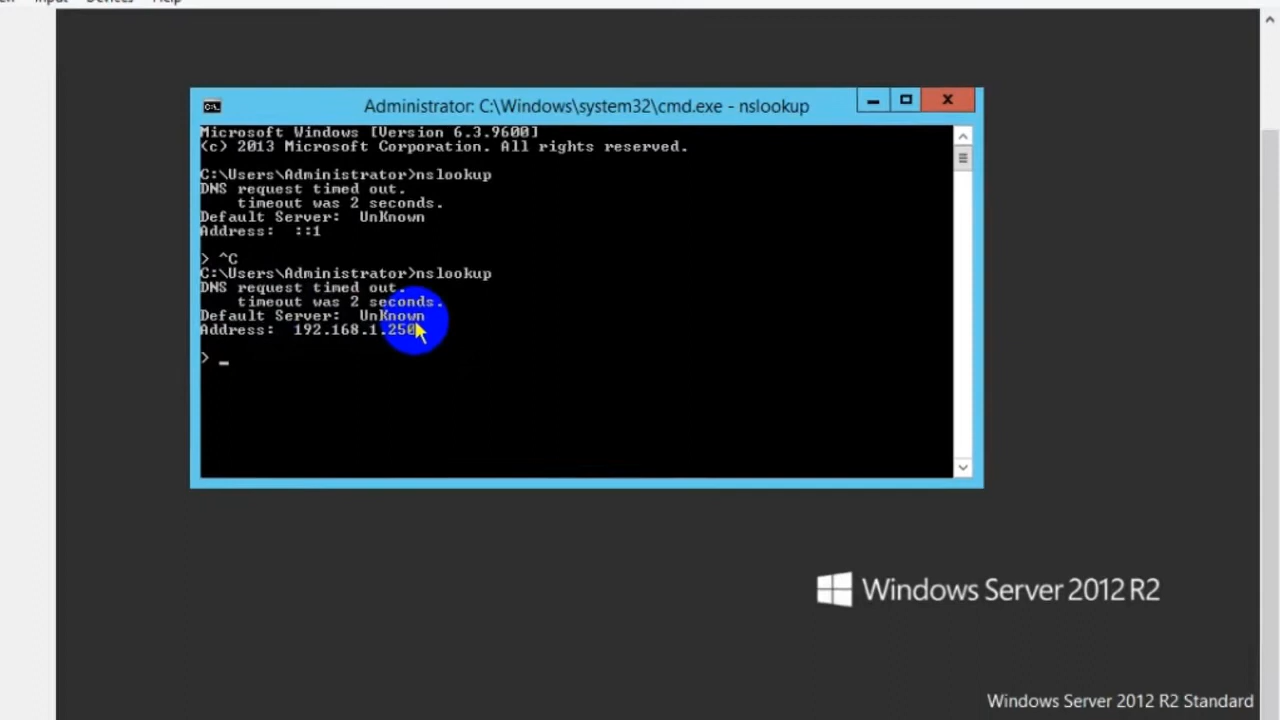 Input Devices Help
Administrator: C:\Windows\system32\cmd.exe - nslookup
Microsoft Windows [Version 6.3.9600]
(c) 2013 Microsoft Corporation. All rights reserved.
C:\Users\Administrator>nslookup
DNS request timed out.
timeout was 2 seconds.
Default Server:  UnKnown
Address:  ::1
> ^C
C:\Users\Administrator>nslookup
DNS request timed out.
timeout was 2 seconds.
Default Server:  UnKnown
Address:  192.168.1.250
> _
Windows Server 2012 R2
Windows Server 2012 R2 Standard